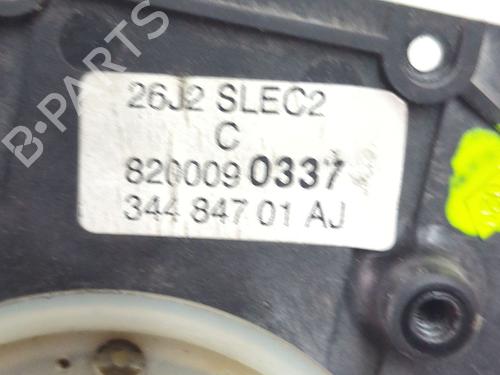 B-PARTS
26J2 SLEC2
C
8200090337
344 847 01 AJ